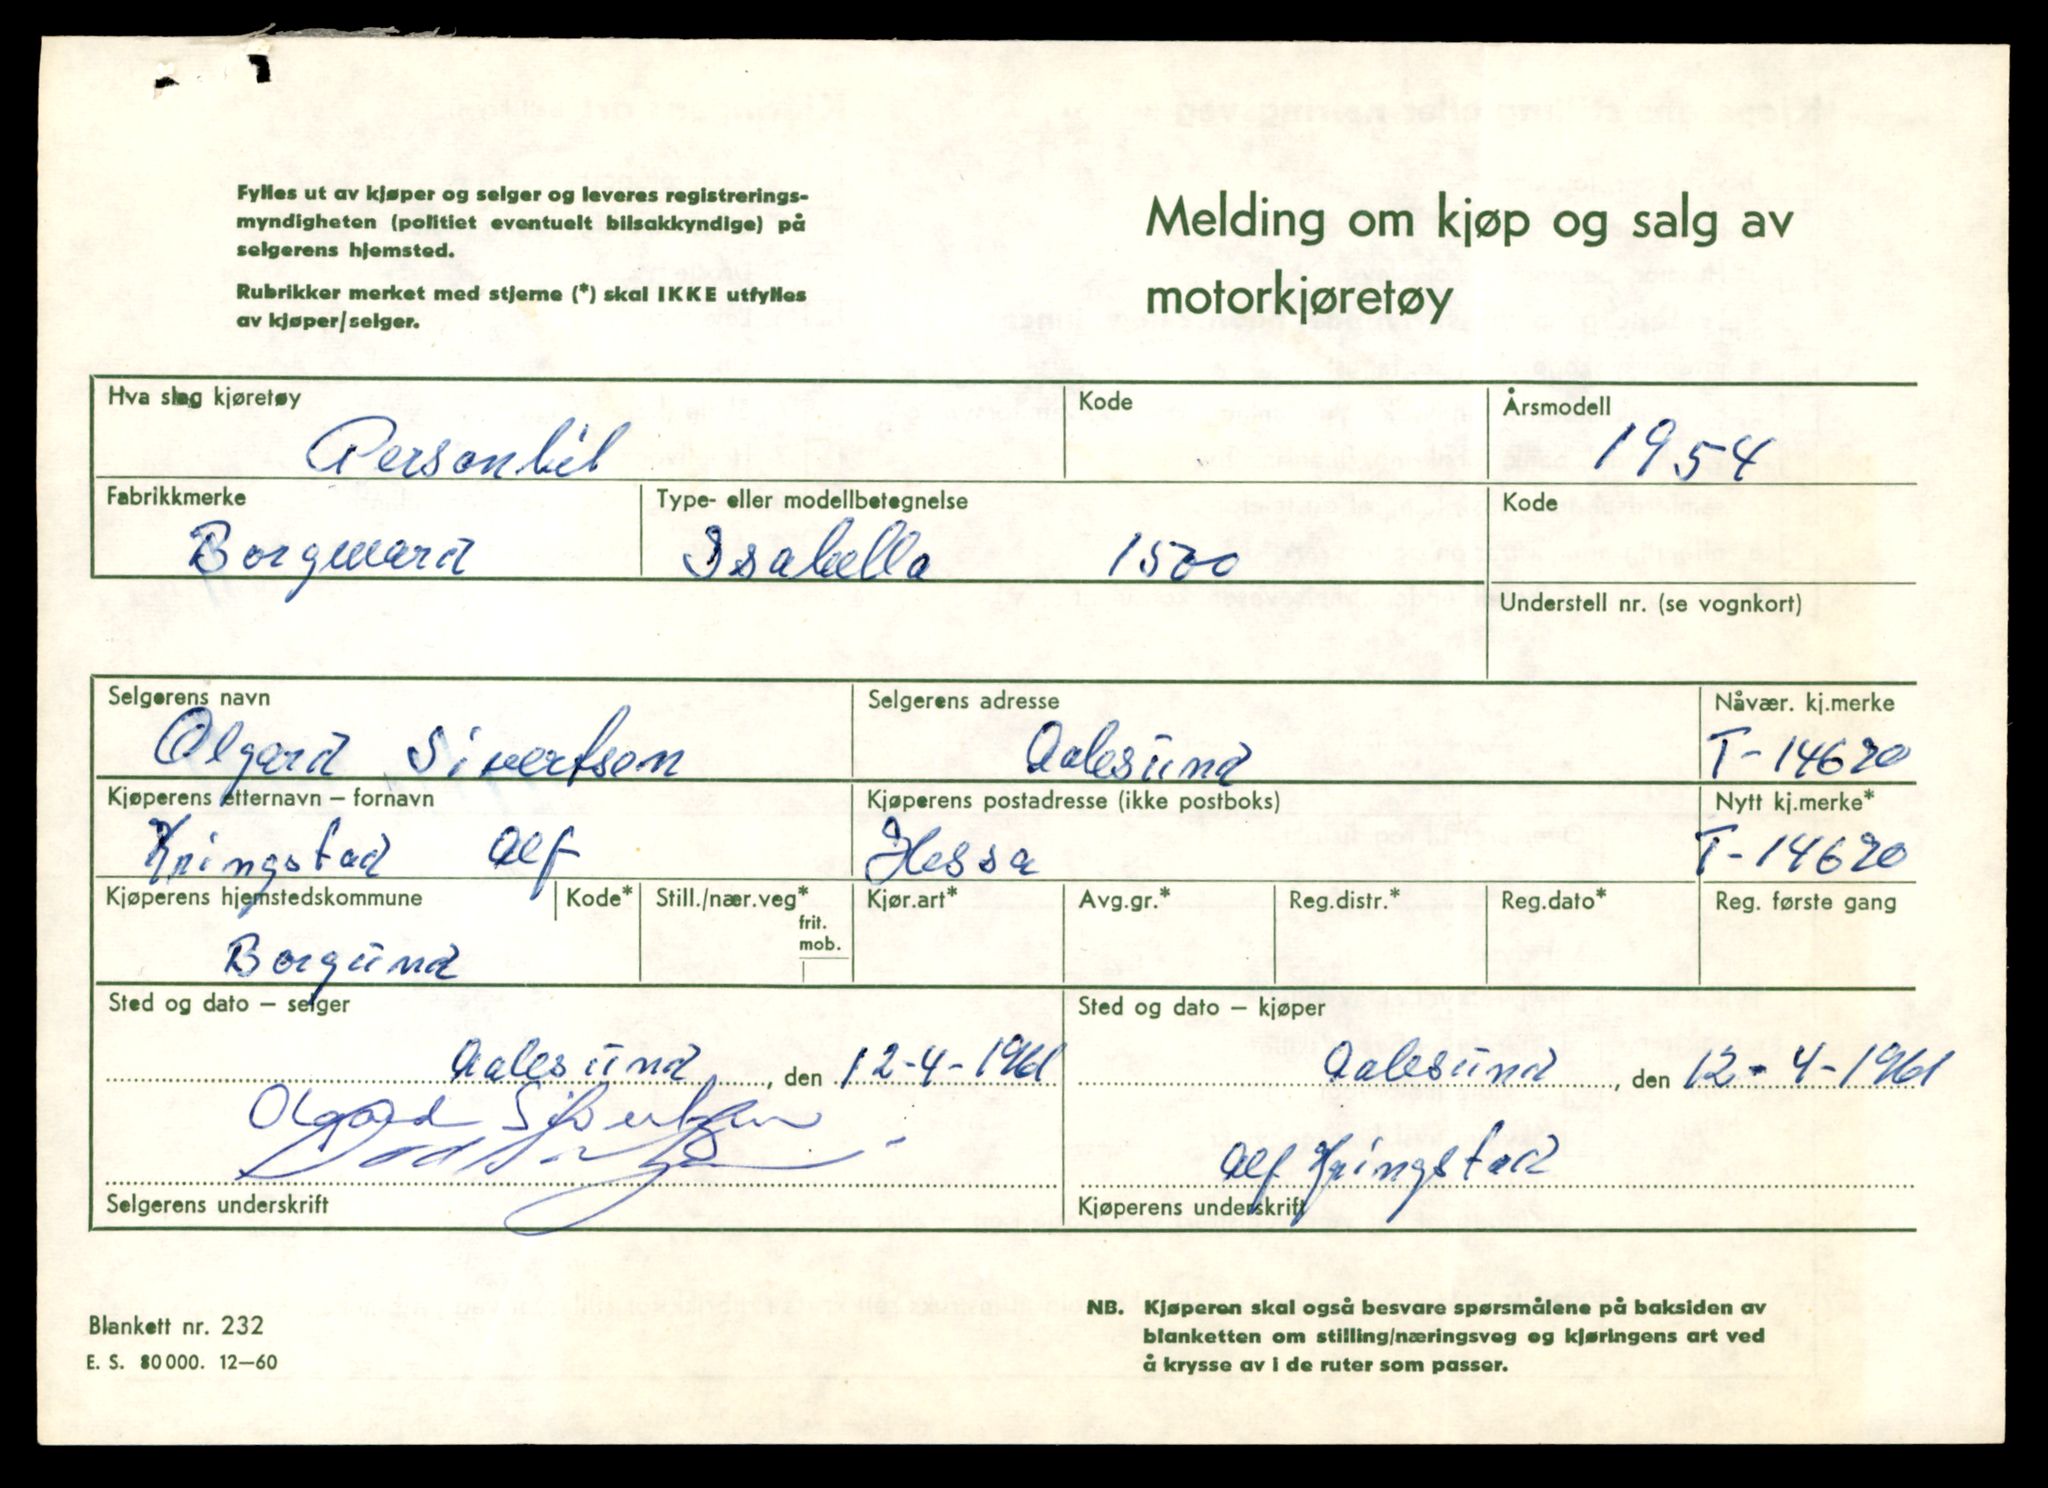 Fylles ut av kjøper og selger og leveres registrerings-
myndigheten (politiet eventuelt bilsakkyndige) på
selgerens hjemsted.
Rubrikker merket med stjerne (*) skal IKKE utfylles
av kjøper/selger.
Melding om kjøp og salg av
motorkjøretøy
Hva slag kjøretøy
Kode
Årsmodell
Personbil
1954
Fabrikkmerke
Type- eller modellbetegnelse
Kode
Borgward
Isabella 1500
Understell nr. (se vognkort)
Selgerens navn
Selgerens adresse
Nåvær. kj.merke
Olgard Sivertsen
Aalesund
T-14620
Kjøperens etternavn – fornavn
Kjøperens postadresse (ikke postboks)
Nytt kj.merke*
Kringstad Alf
Hessa
T-14620
Kjøperens hjemstedskommune
Kode*
Still./nær.veg*
frit.
mob.
Kjør.art*
Avg.gr.*
Reg.distr.*
Reg.dato*
Reg. første gang
Borgund
Sted og dato – selger
Sted og dato – kjøper
Aalesund, den 12-4-1961
Aalesund, den 12-4-1961
Olgard Sivertsen
Alf Kringstad
Selgerens underskrift
Kjøperens underskrift
Blankett nr. 232
E. S. 80 000. 12–60
NB. Kjøperen skal også besvare spørsmålene på baksiden av
blanketten om stilling/næringsveg og kjøringens art ved
å krysse av i de ruter som passer.